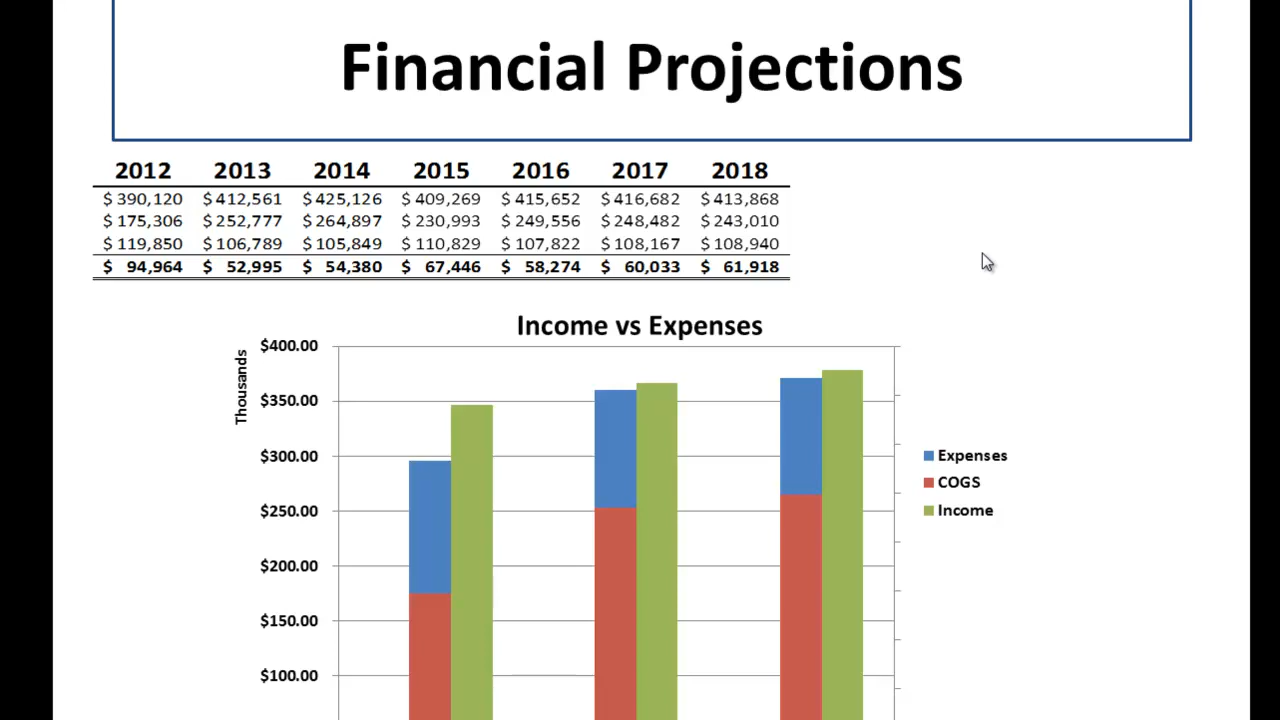 Financial Projections
2012 2013 2014 2015 2016 2017 2018
$ 390,120 $ 412,561 $ 425,126 $ 409,269 $ 415,652 $ 416,682 $ 413,868
$ 175,306 $ 252,777 $ 264,897 $ 230,993 $ 249,556 $ 248,482 $ 243,010
$ 119,850 $ 106,789 $ 105,849 $ 110,829 $ 107,822 $ 108,167 $ 108,940
$ 94,964 $ 52,995 $ 54,380 $ 67,446 $ 58,274 $ 60,033 $ 61,918
Income vs Expenses
Thousands
$400.00
$350.00
$300.00
$250.00
$200.00
$150.00
$100.00
Expenses
COGS
Income